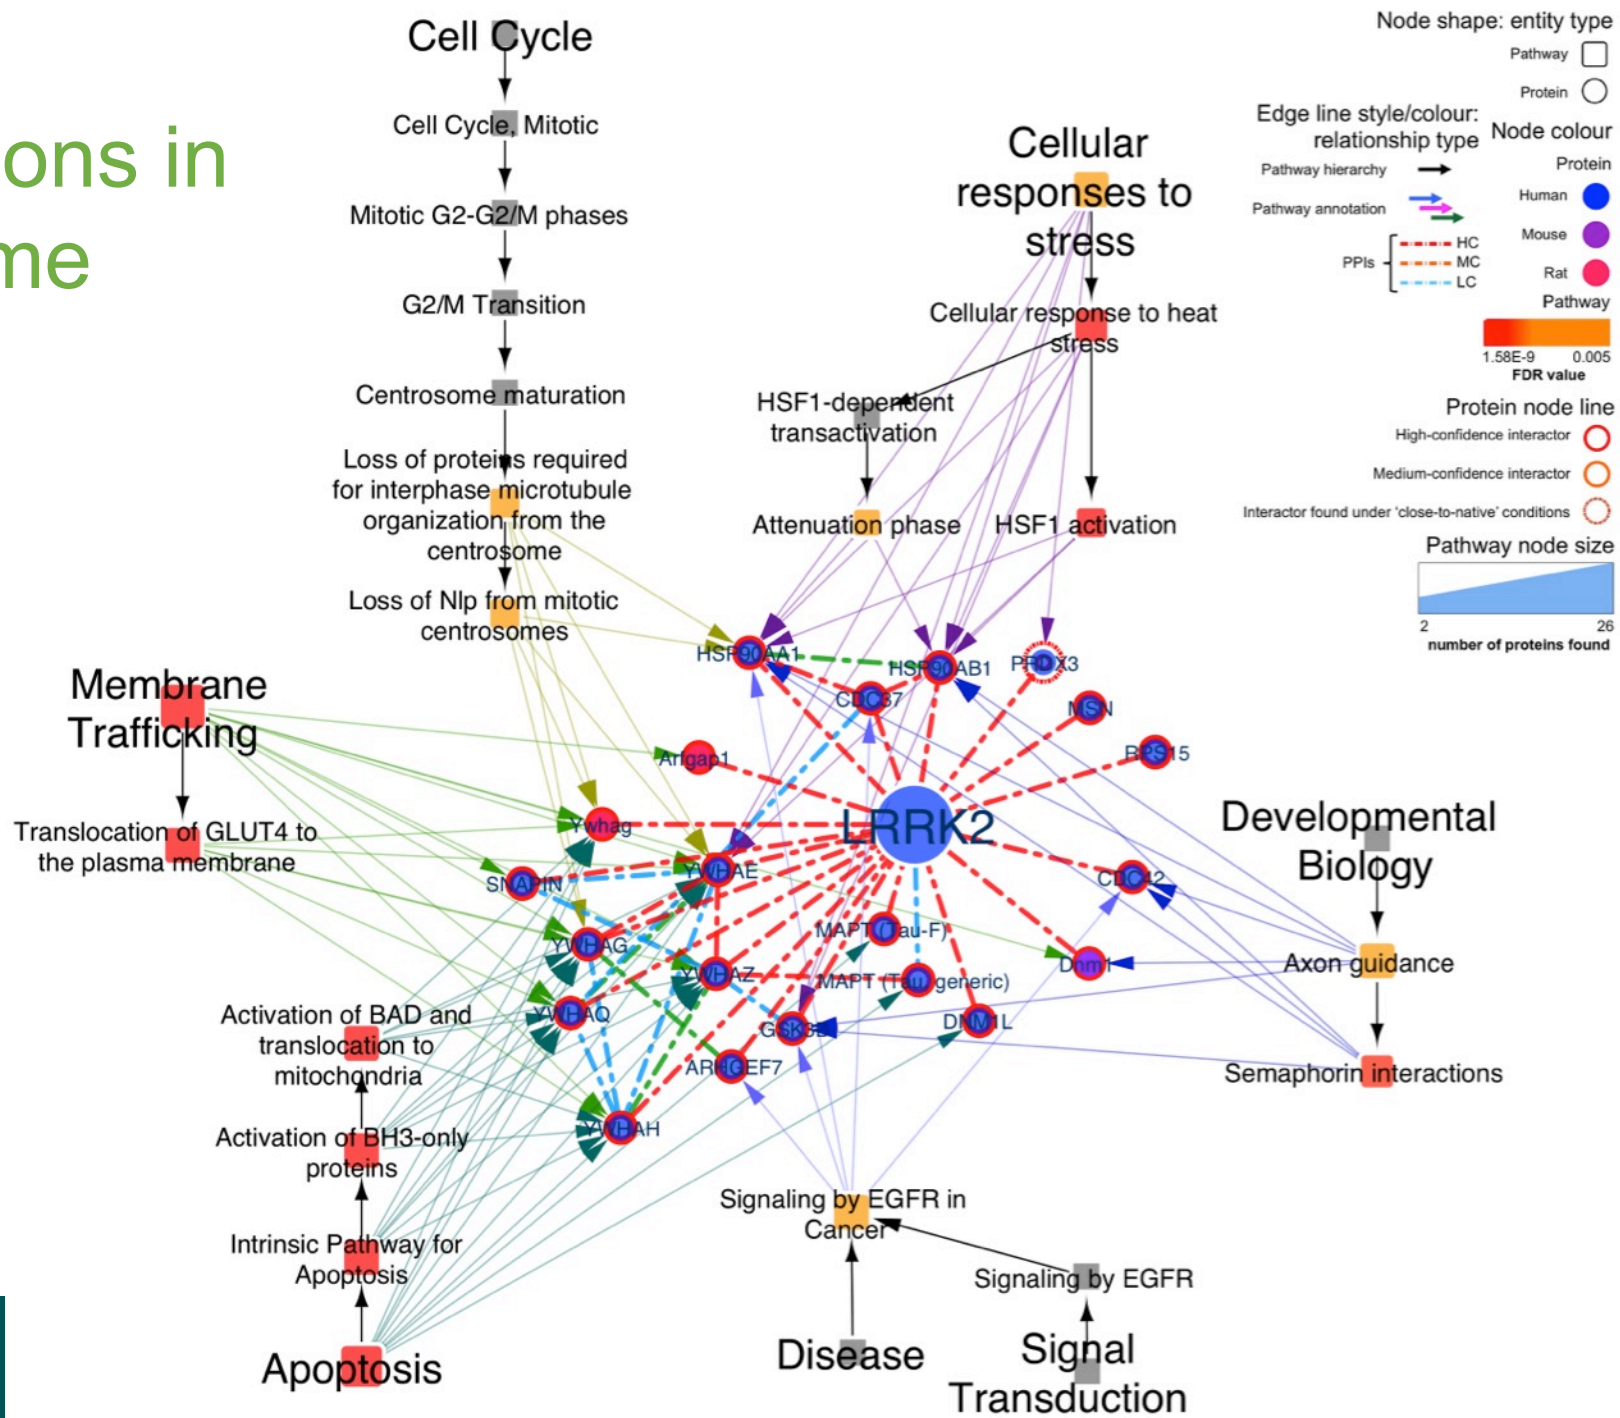 ons in
me
Cell Cycle
Cell Cycle, Mitotic
Mitotic G2-G2/M phases
G2/M Transition
Centrosome maturation
Loss of proteins required
for interphase microtubule
organization from the
centrosome
Loss of Nlp from mitotic
centrosomes
Cellular
responses to
stress
Cellular response to heat
stress
HSF1-dependent
transactivation
Attenuation phase
HSF1 activation
Node shape: entity type
Pathway
Protein
Edge line style/colour:
relationship type
Pathway hierarchy
Pathway annotation
PPIs
HC
MC
LC
Node colour
Protein
Human
Mouse
Rat
Pathway
1.58E-9 0.005
FDR value
Protein node line
High-confidence interactor
Medium-confidence interactor
Interactor found under 'close-to-native' conditions
Pathway node size
2 26
number of proteins found
Membrane
Trafficking
Translocation of GLUT4 to
the plasma membrane
HSP90AA1
HSP90AB1
PRDX3
CDC37
MSN
RPS15
Arfgap1
Ywhag
LRRK2
YWHAE
SNAPIN
CDC42
YWHAG
MAPT (Tau-F)
YWHAZ
MAPT (Tau, generic)
Dnm1
YWHAQ
GSK3B
DNM1L
ARHGEF7
YWHAH
Developmental
Biology
Axon guidance
Semaphorin interactions
Activation of BAD and
translocation to
mitochondria
Activation of BH3-only
proteins
Intrinsic Pathway for
Apoptosis
Apoptosis
Signaling by EGFR in
Cancer
Signaling by EGFR
Disease
Signal
Transduction